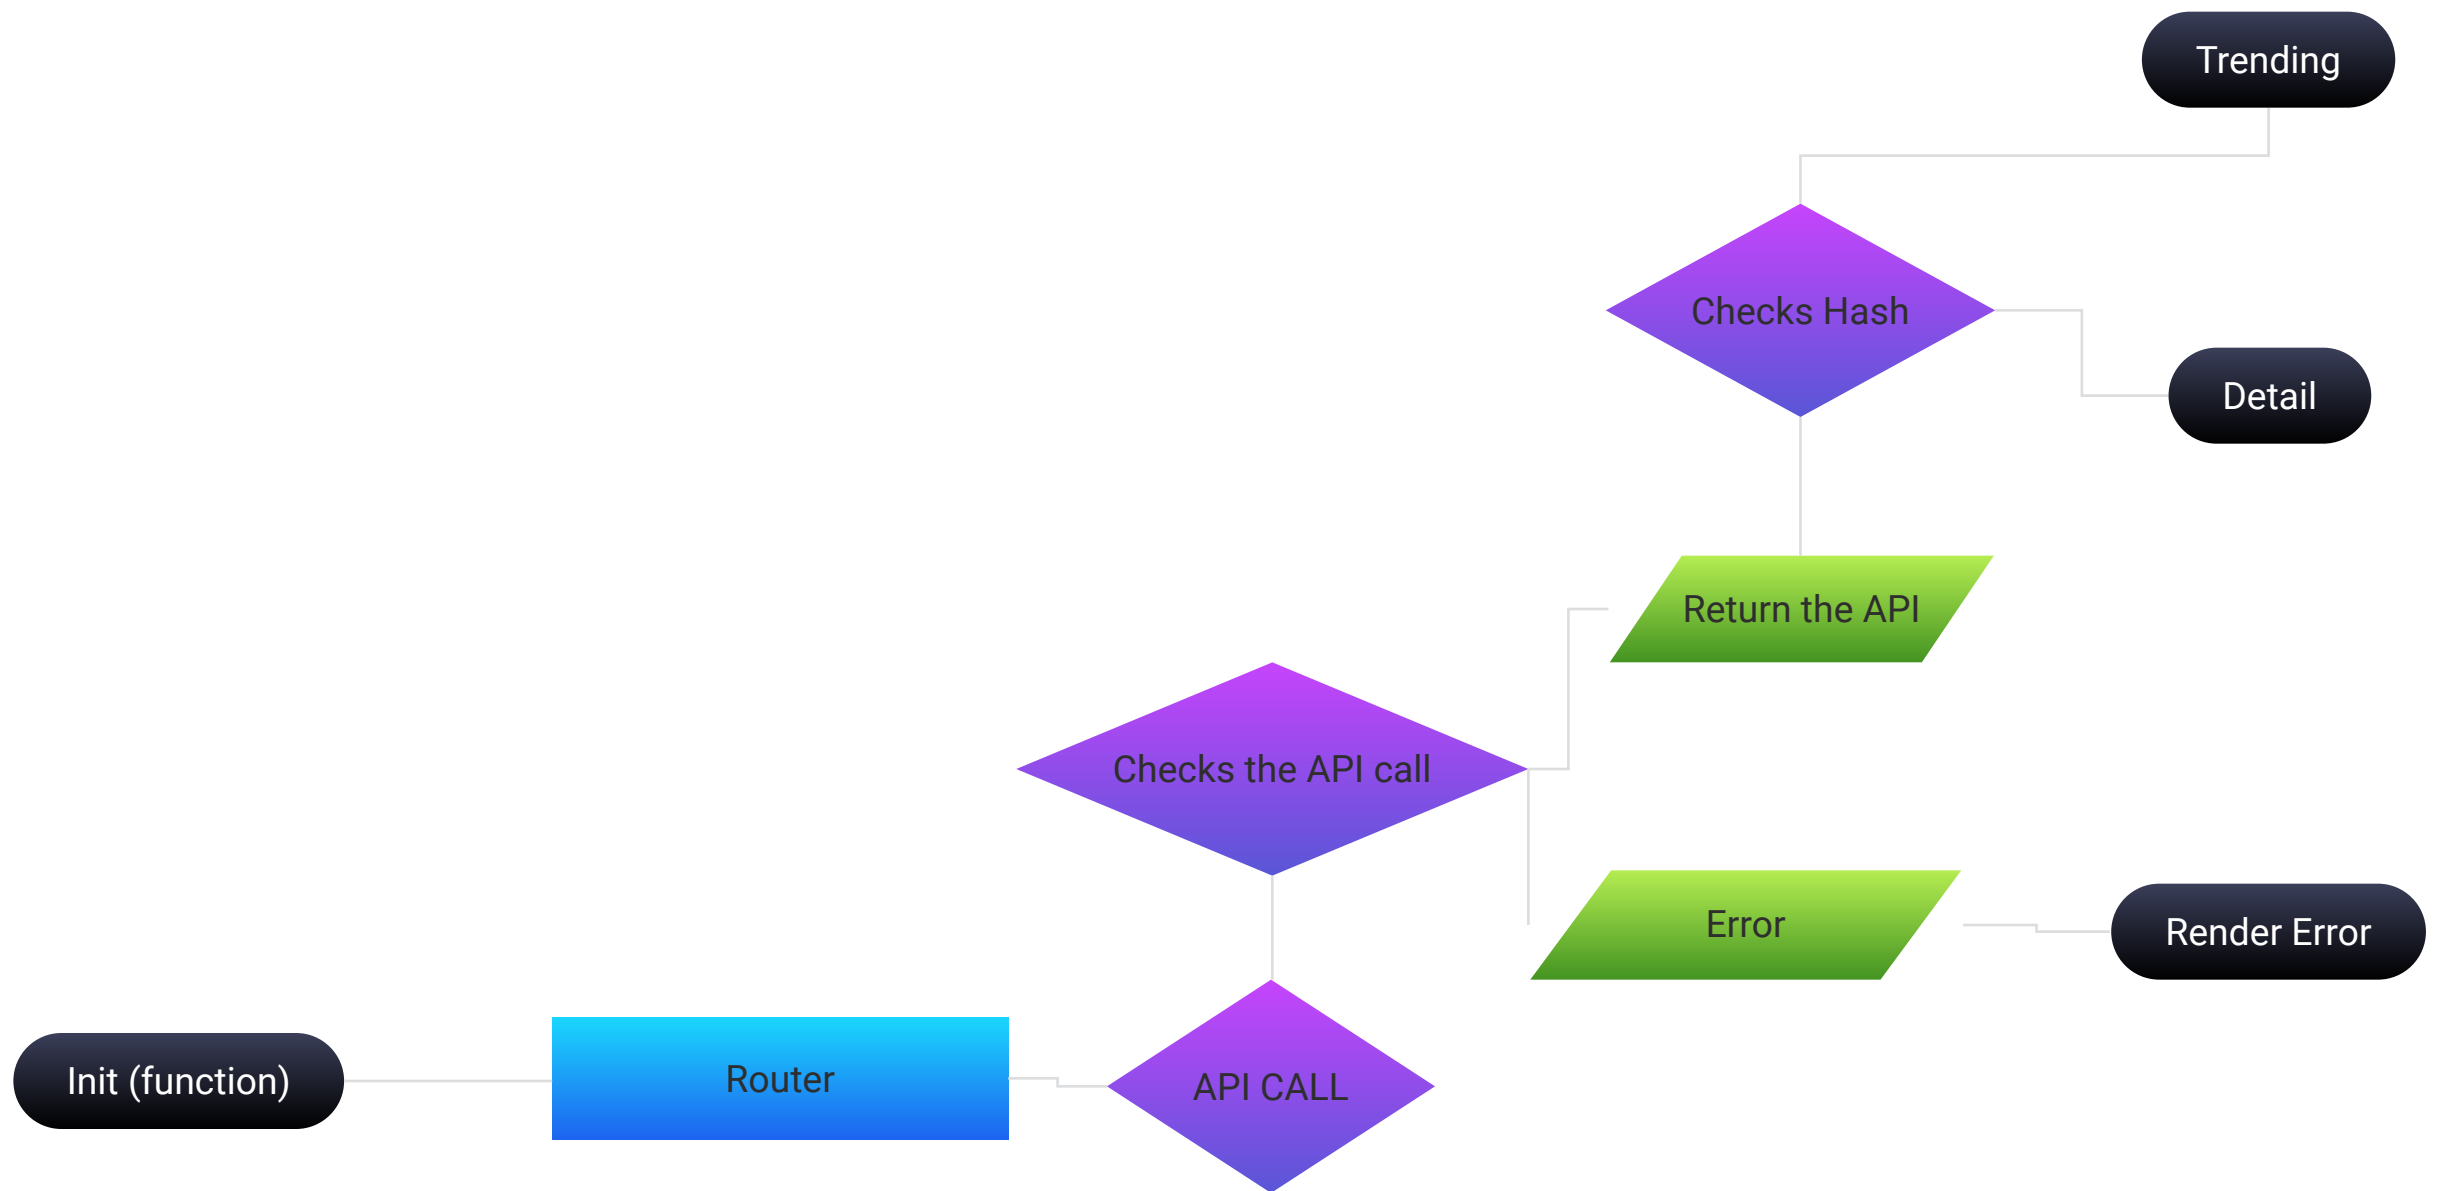 Trending
Checks Hash
Detail
Return the API
Checks the API call
Error
Render Error
Init (function)
Router
API CALL